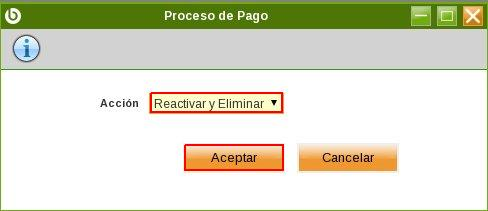 Proceso de Pago
Acción Reactivar y Eliminar
Aceptar Cancelar